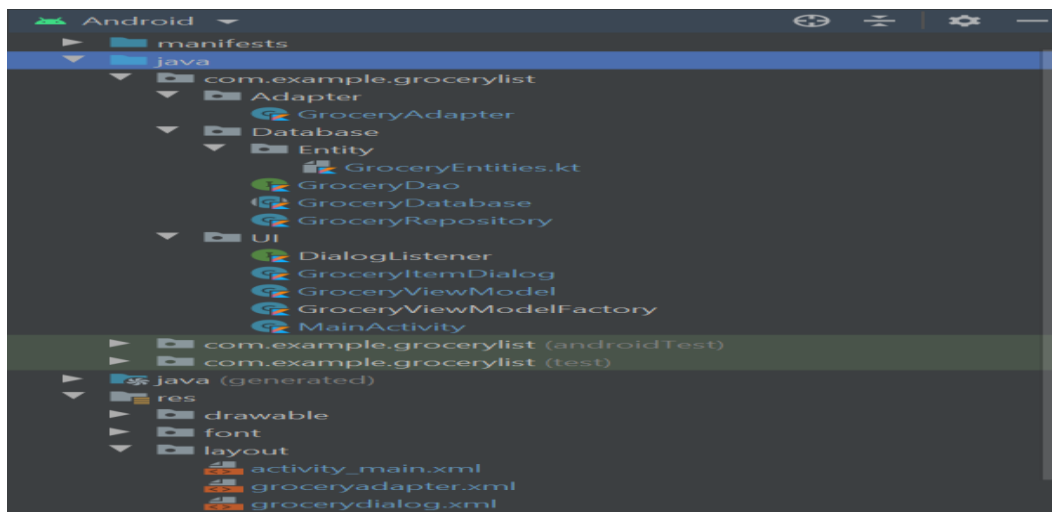 Android
manifests
java
com.example.grocerylist
Adapter
GroceryAdapter
Database
Entity
GroceryEntities.kt
GroceryDao
GroceryDatabase
GroceryRepository
UI
DialogListener
GroceryItemDialog
GroceryViewModel
GroceryViewModelFactory
MainActivity
com.example.grocerylist (androidTest)
com.example.grocerylist (test)
java (generated)
res
drawable
font
layout
activity_main.xml
groceryadapter.xml
grocerydialog.xml